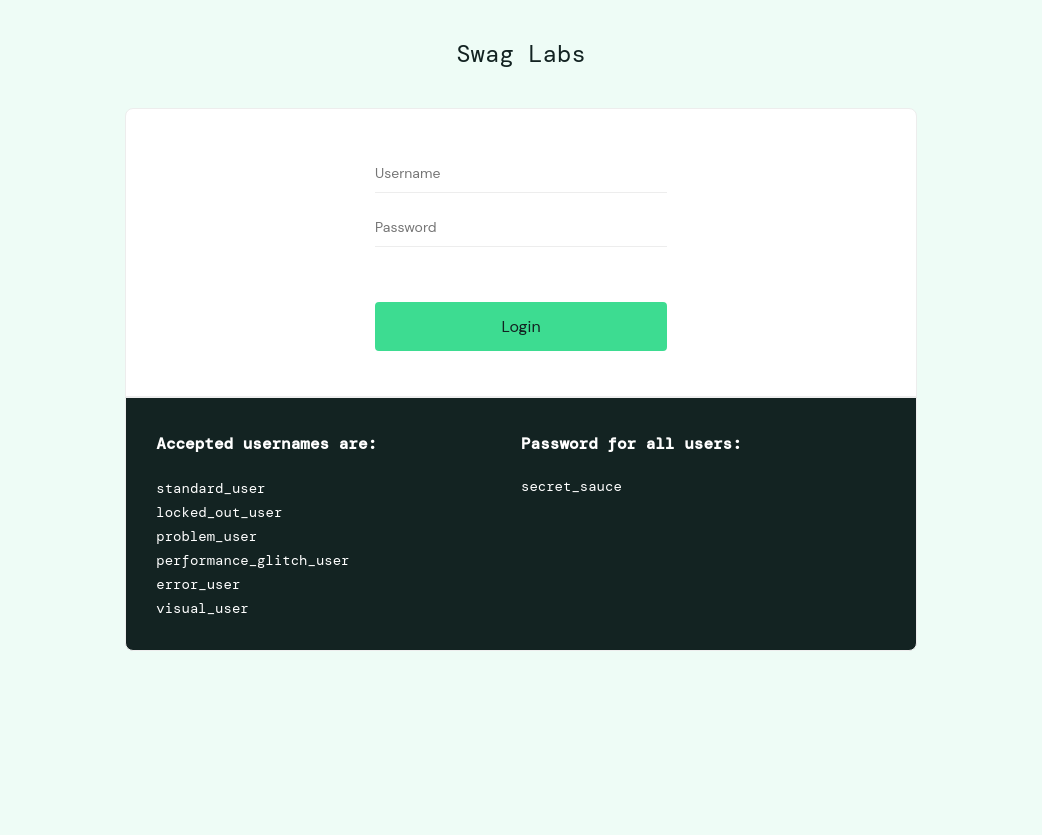 Swag Labs
Username
Password
Login
Accepted usernames are:
standard_user
locked_out_user
problem_user
performance_glitch_user
error_user
visual_user
Password for all users:
secret_sauce